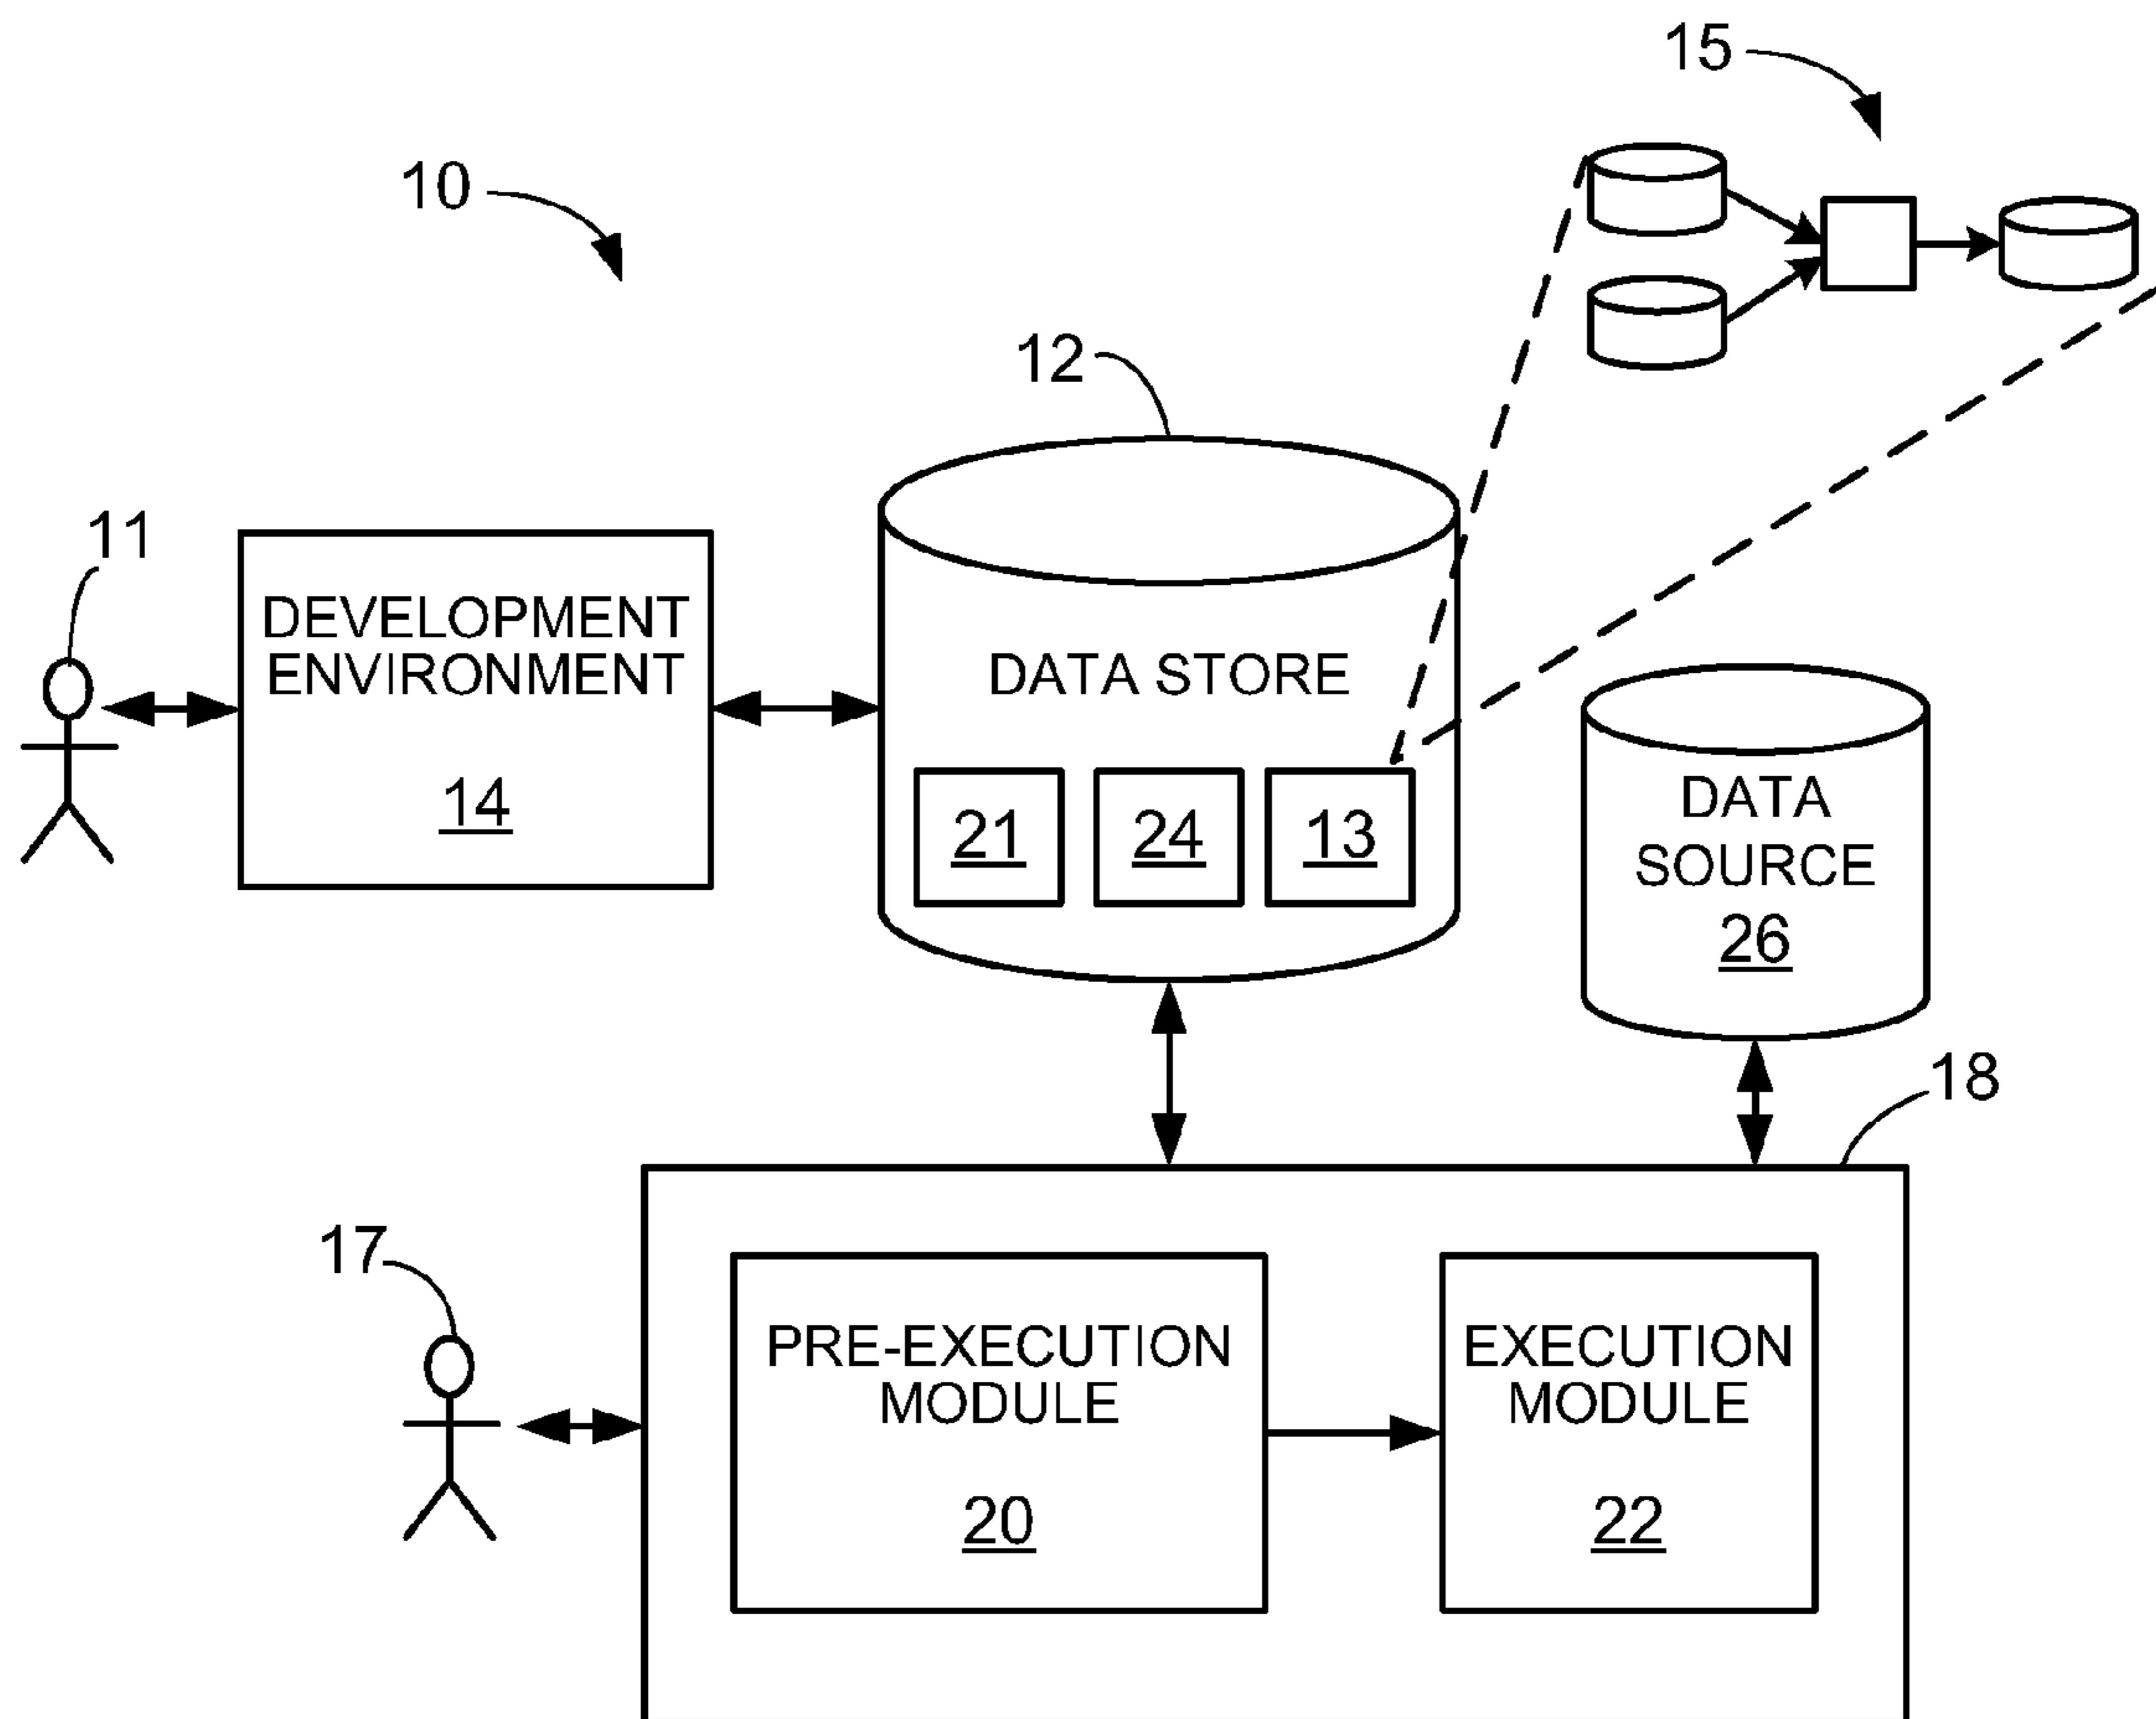 15
10
12
11
DEVELOPMENT
ENVIRONMENT
14
DATA STORE
21
24
13
DATA
SOURCE
26
18
17
PRE-EXECUTION
MODULE
20
EXECUTION
MODULE
22